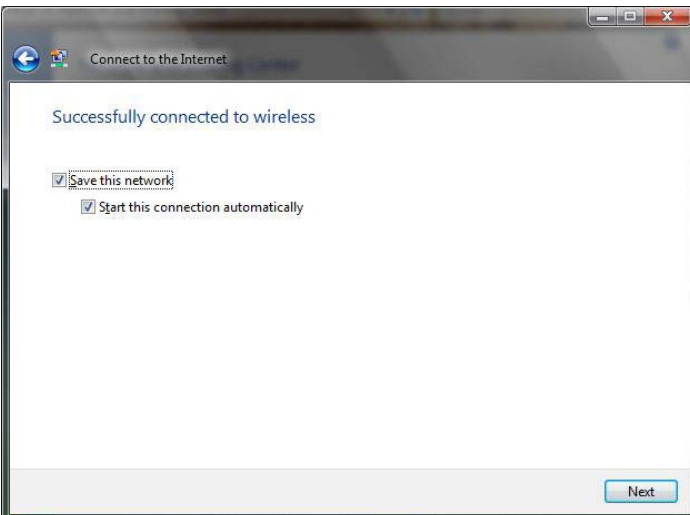 Connect to the Internet
Successfully connected to wireless
Save this network
Start this connection automatically
Next